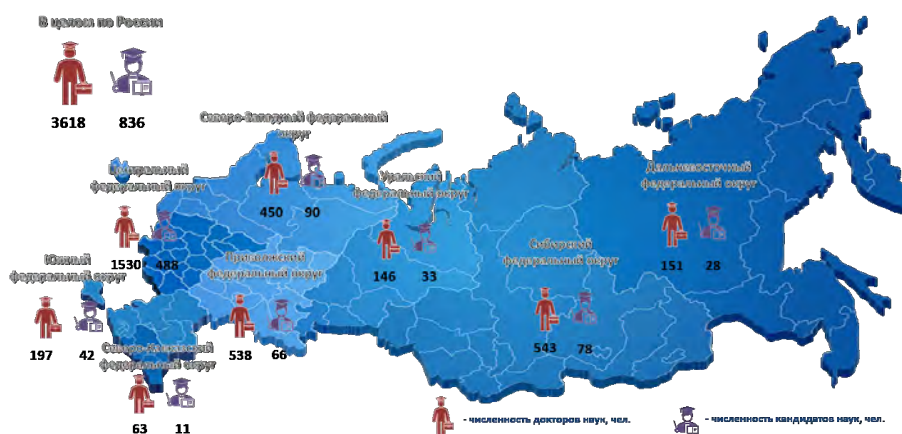 В целом по России
3618 836
Северо-Западный федеральный
округ
450 90
Центральный
федеральный округ
1530 488
Уральский
федеральный округ
146 33
Дальневосточный
федеральный округ
151 28
Южный
федеральный округ
197 42
Приволжский
федеральный округ
538 66
Сибирский
федеральный округ
543 78
Северо-Кавказский
федеральный округ
63 11
- численность докторов наук, чел.
- численность кандидатов наук, чел.